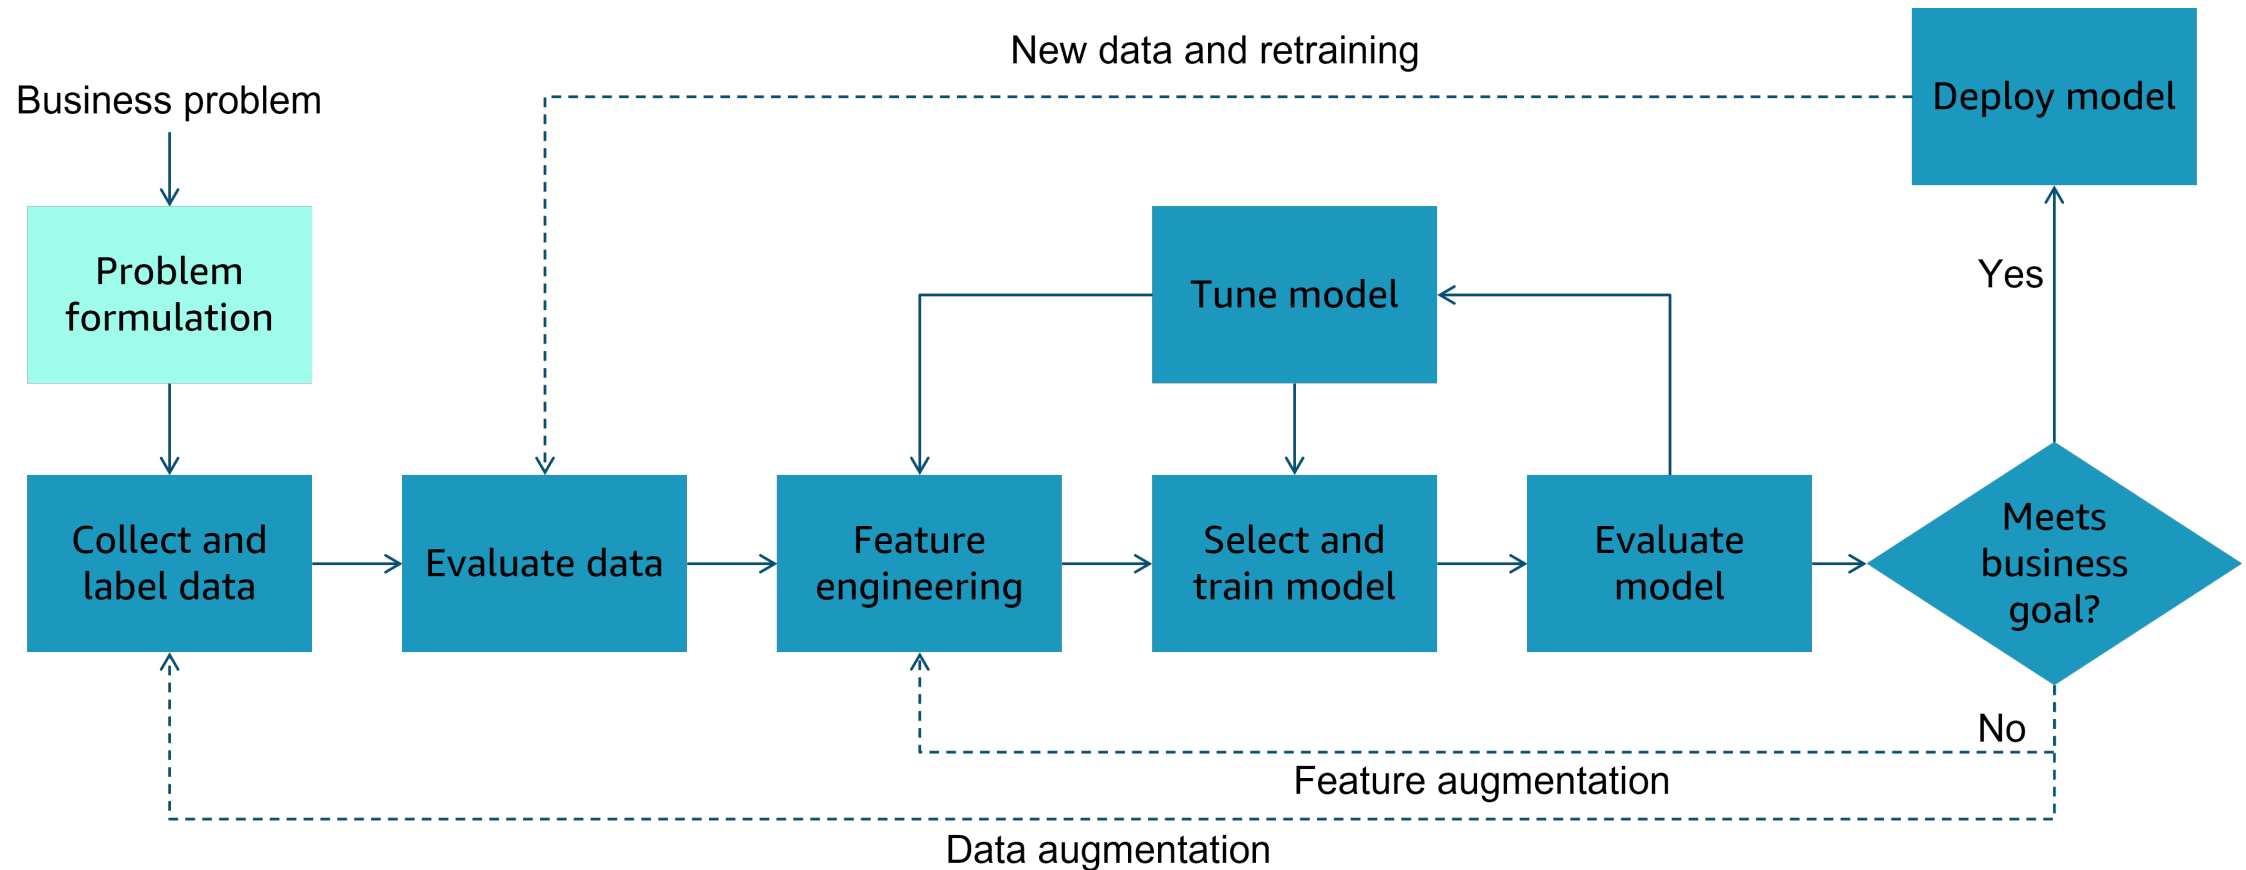 New data and retraining
Deploy model
Business problem
Problem
formulation
Tune model
Yes
Collect and
label data
Evaluate data
Feature
engineering
Select and
train model
Evaluate
model
Meets
business
goal?
No
Feature augmentation
Data augmentation